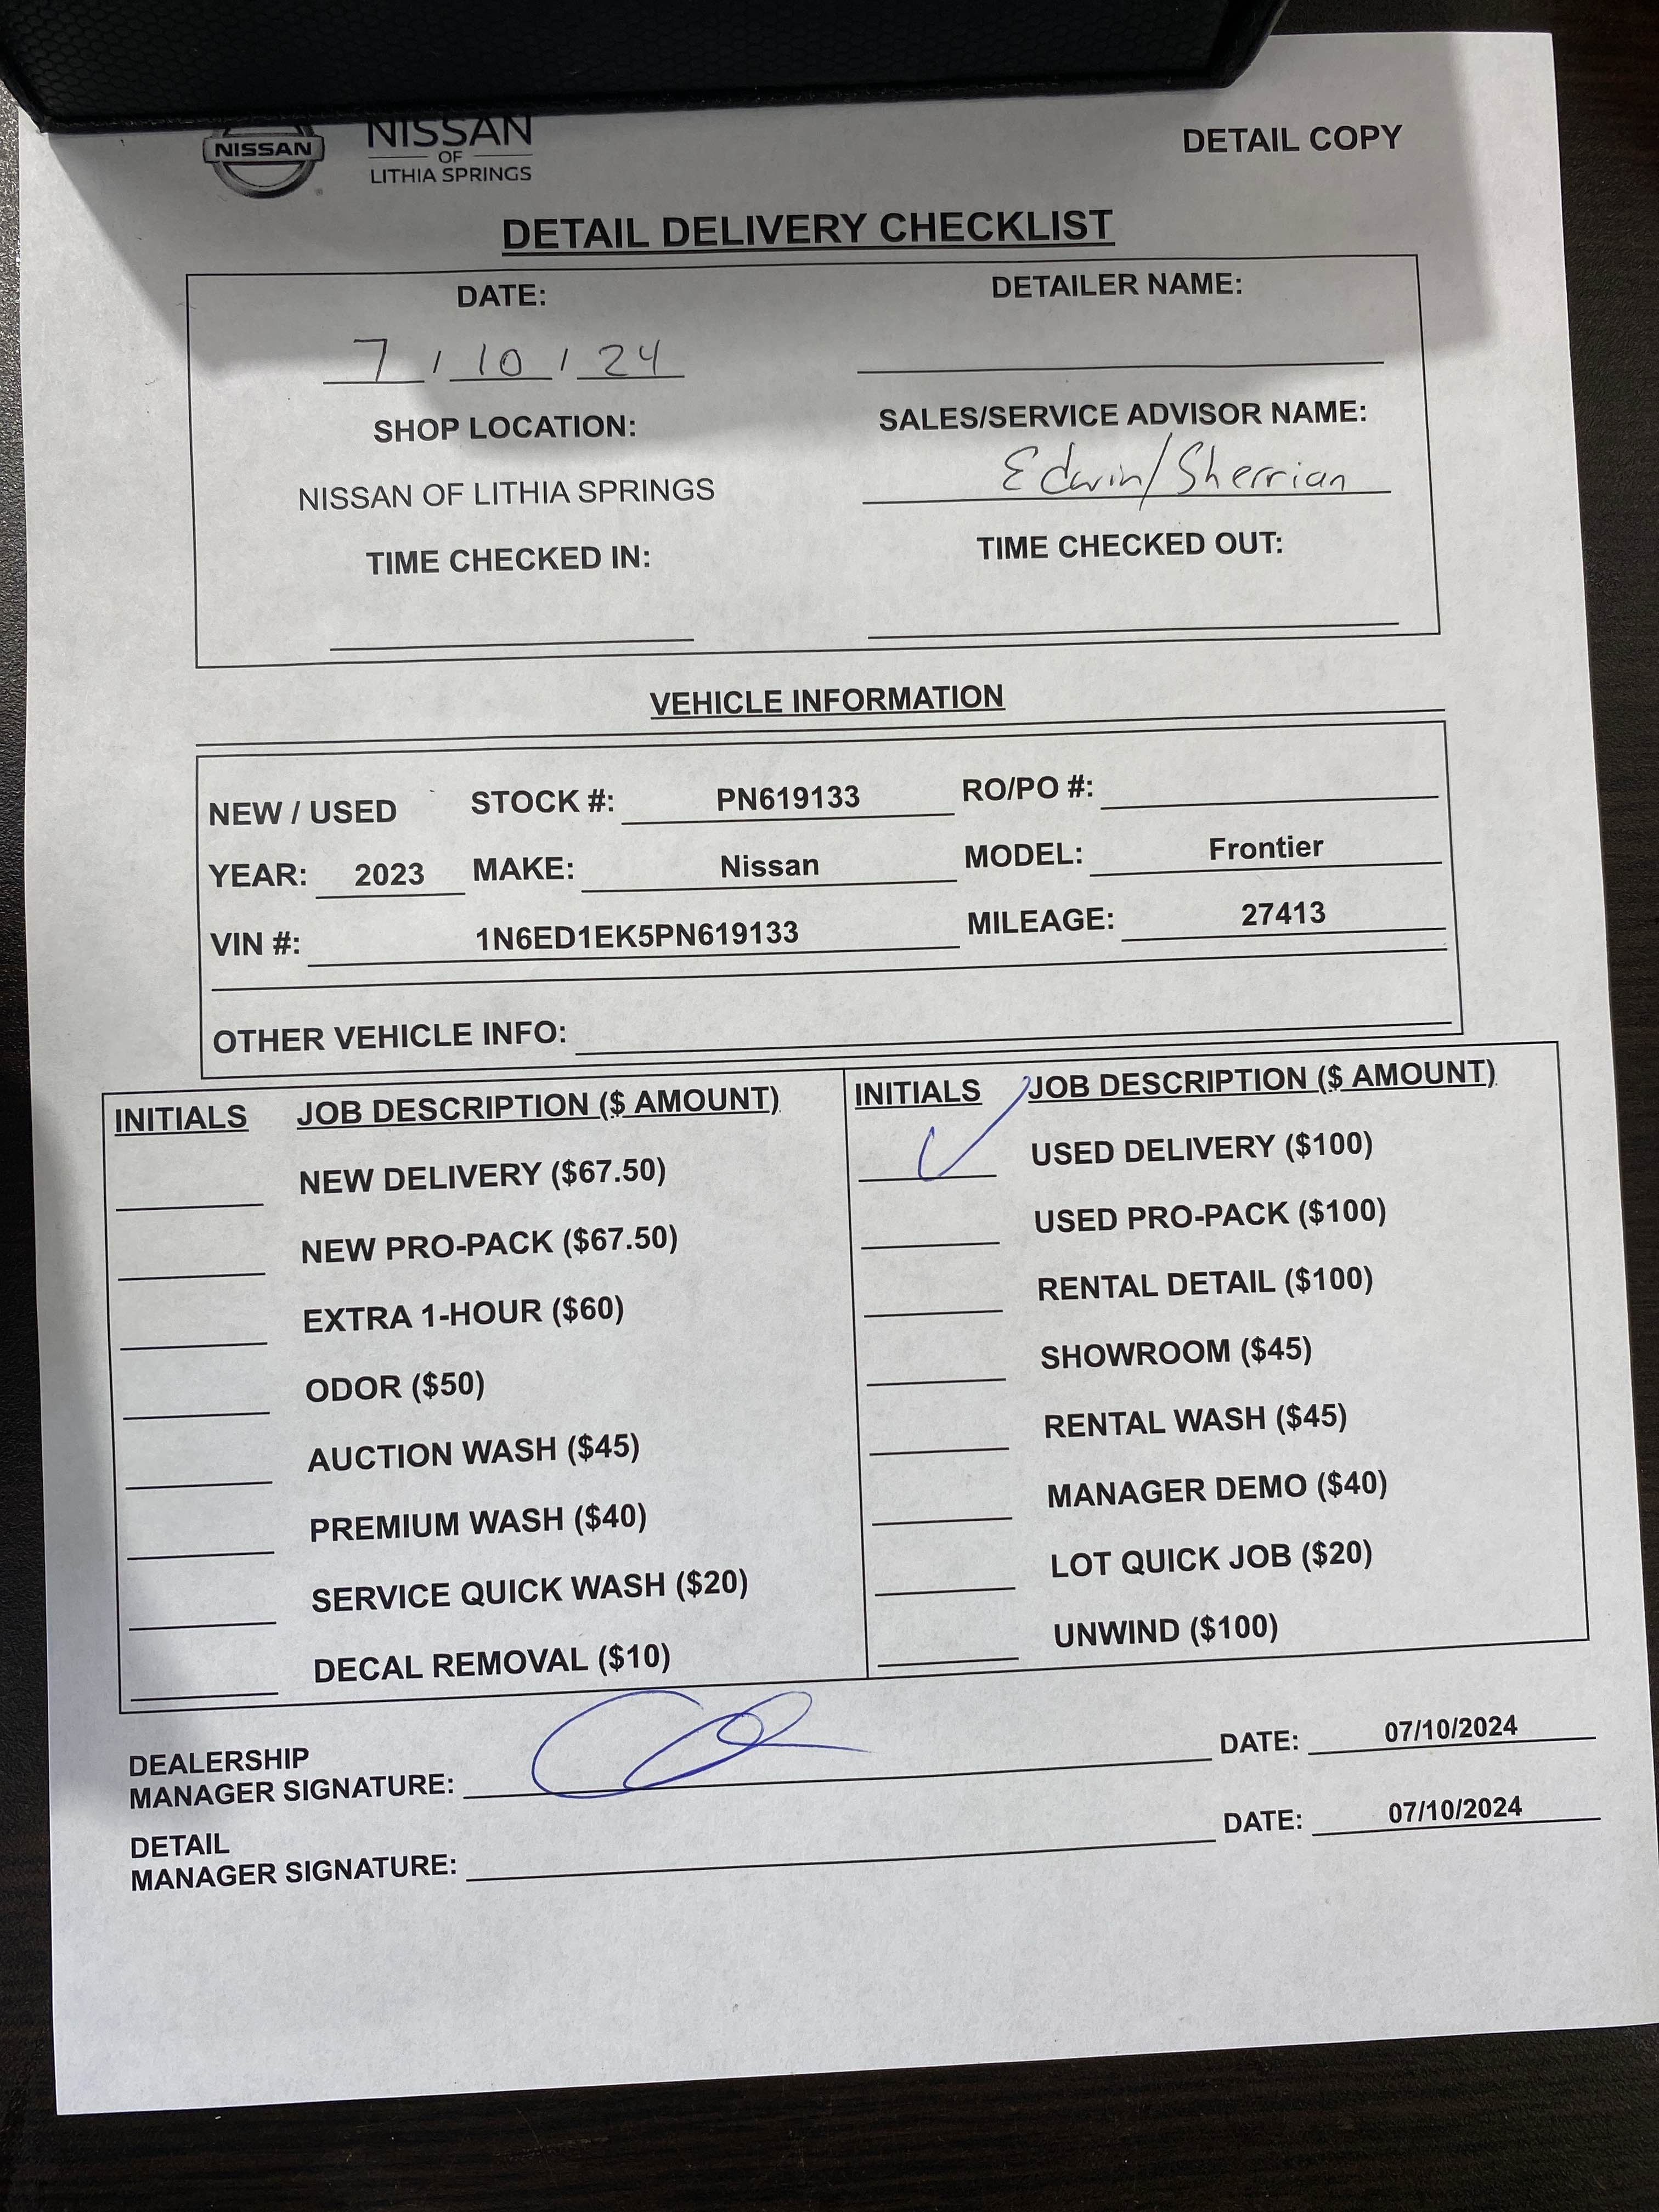 NISSAN
NISSAN
OF
LITHIA SPRINGS
DETAIL COPY
DETAIL DELIVERY CHECKLIST
DATE: DETAILER NAME:
7 / 10 / 24
SHOP LOCATION: SALES/SERVICE ADVISOR NAME:
NISSAN OF LITHIA SPRINGS Edwin/Sherrian
TIME CHECKED IN: TIME CHECKED OUT:
VEHICLE INFORMATION
NEW / USED STOCK #: PN619133 RO/PO #:
YEAR: 2023 MAKE: Nissan MODEL: Frontier
VIN #: 1N6ED1EK5PN619133 MILEAGE: 27413
OTHER VEHICLE INFO:
INITIALS JOB DESCRIPTION ($ AMOUNT) INITIALS JOB DESCRIPTION ($ AMOUNT)
NEW DELIVERY ($67.50) USED DELIVERY ($100)
NEW PRO-PACK ($67.50) USED PRO-PACK ($100)
EXTRA 1-HOUR ($60) RENTAL DETAIL ($100)
ODOR ($50) SHOWROOM ($45)
AUCTION WASH ($45) RENTAL WASH ($45)
PREMIUM WASH ($40) MANAGER DEMO ($40)
SERVICE QUICK WASH ($20) LOT QUICK JOB ($20)
DECAL REMOVAL ($10) UNWIND ($100)
DEALERSHIP
MANAGER SIGNATURE: DATE: 07/10/2024
DETAIL
MANAGER SIGNATURE: DATE: 07/10/2024